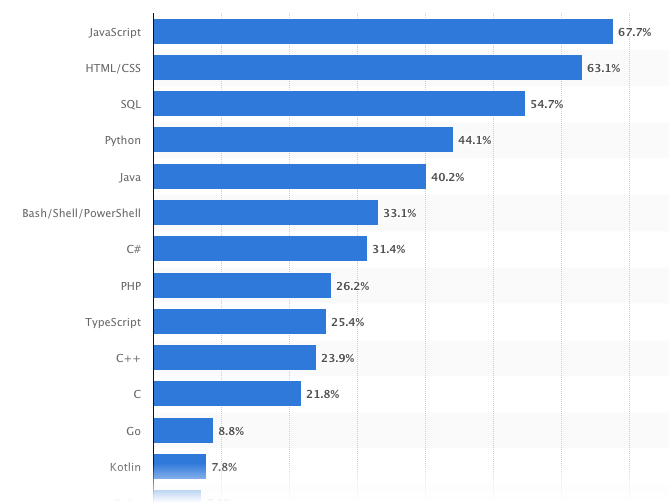 JavaScript 67.7%
HTML/CSS 63.1%
SQL 54.7%
Python 44.1%
Java 40.2%
Bash/Shell/PowerShell 33.1%
C# 31.4%
PHP 26.2%
TypeScript 25.4%
C++ 23.9%
C 21.8%
Go 8.8%
Kotlin 7.8%